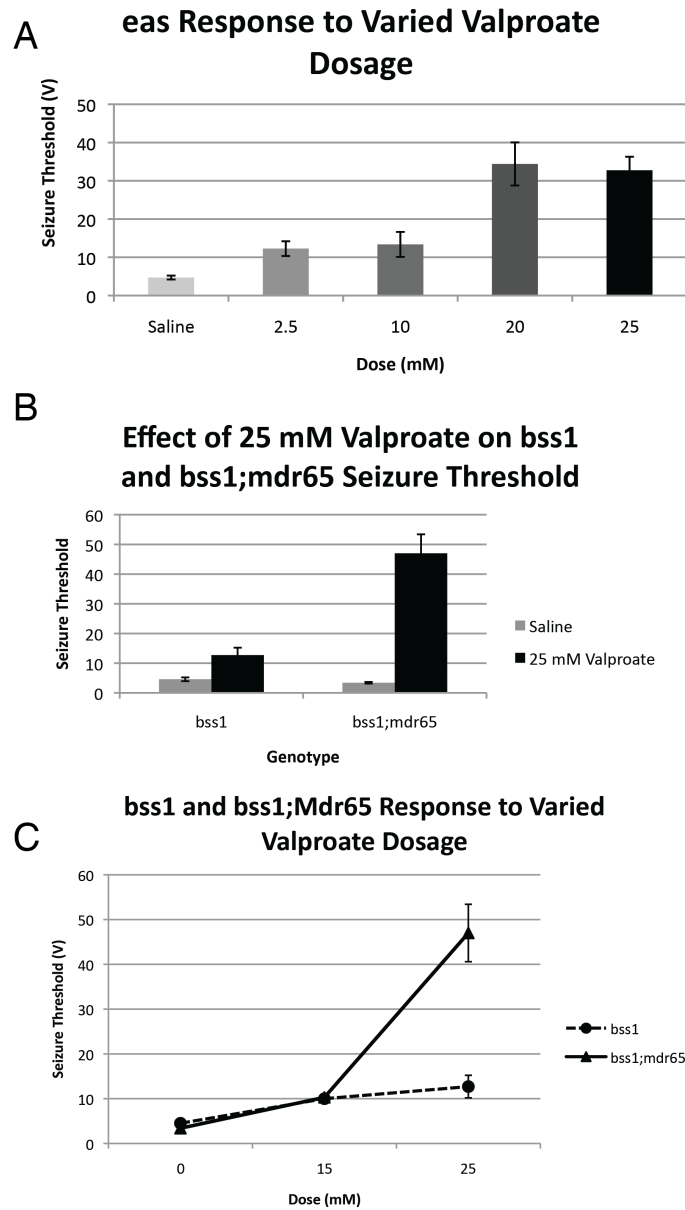 A
eas Response to Varied Valproate
Dosage
Seizure Threshold (V)
50
40
30
20
10
0
Saline
2.5
10
20
25
Dose (mM)
B
Effect of 25 mM Valproate on bss1
and bss1;mdr65 Seizure Threshold
Seizure Threshold
60
50
40
30
20
10
0
bss1
bss1;mdr65
Genotype
Saline
25 mM Valproate
C
bss1 and bss1;Mdr65 Response to Varied
Valproate Dosage
Seizure Threshold (V)
60
50
40
30
20
10
0
0
15
25
Dose (mM)
bss1
bss1;mdr65